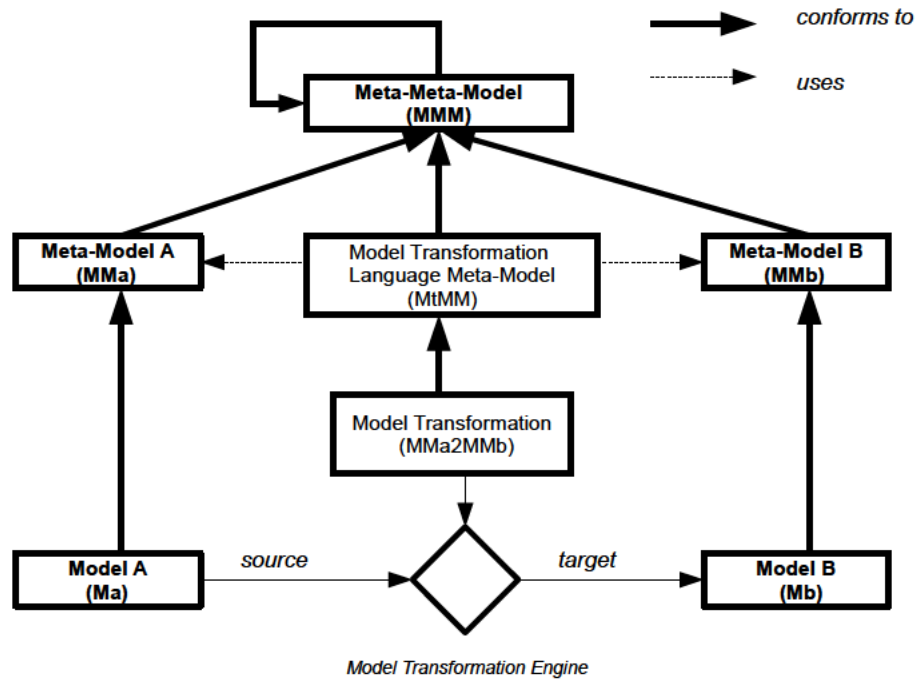 conforms to
uses
Meta-Meta-Model
(MMM)
Meta-Model A
(MMa)
Model Transformation
Language Meta-Model
(MtMM)
Meta-Model B
(MMb)
Model Transformation
(MMa2MMb)
Model A
(Ma)
source
target
Model B
(Mb)
Model Transformation Engine